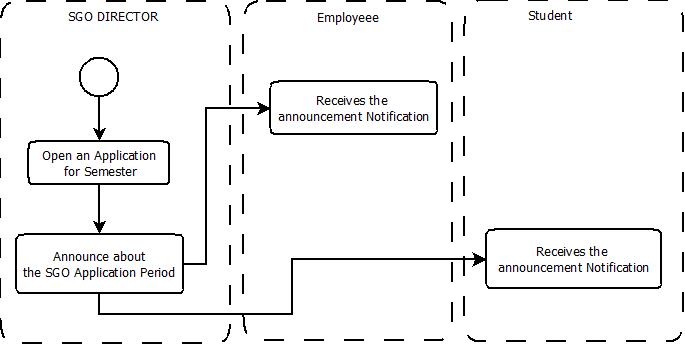 SGO DIRECTOR
Employeee
Student
Receives the
announcement Notification
Open an Application
for Semester
Announce about
the SGO Application Period
Receives the
announcement Notification